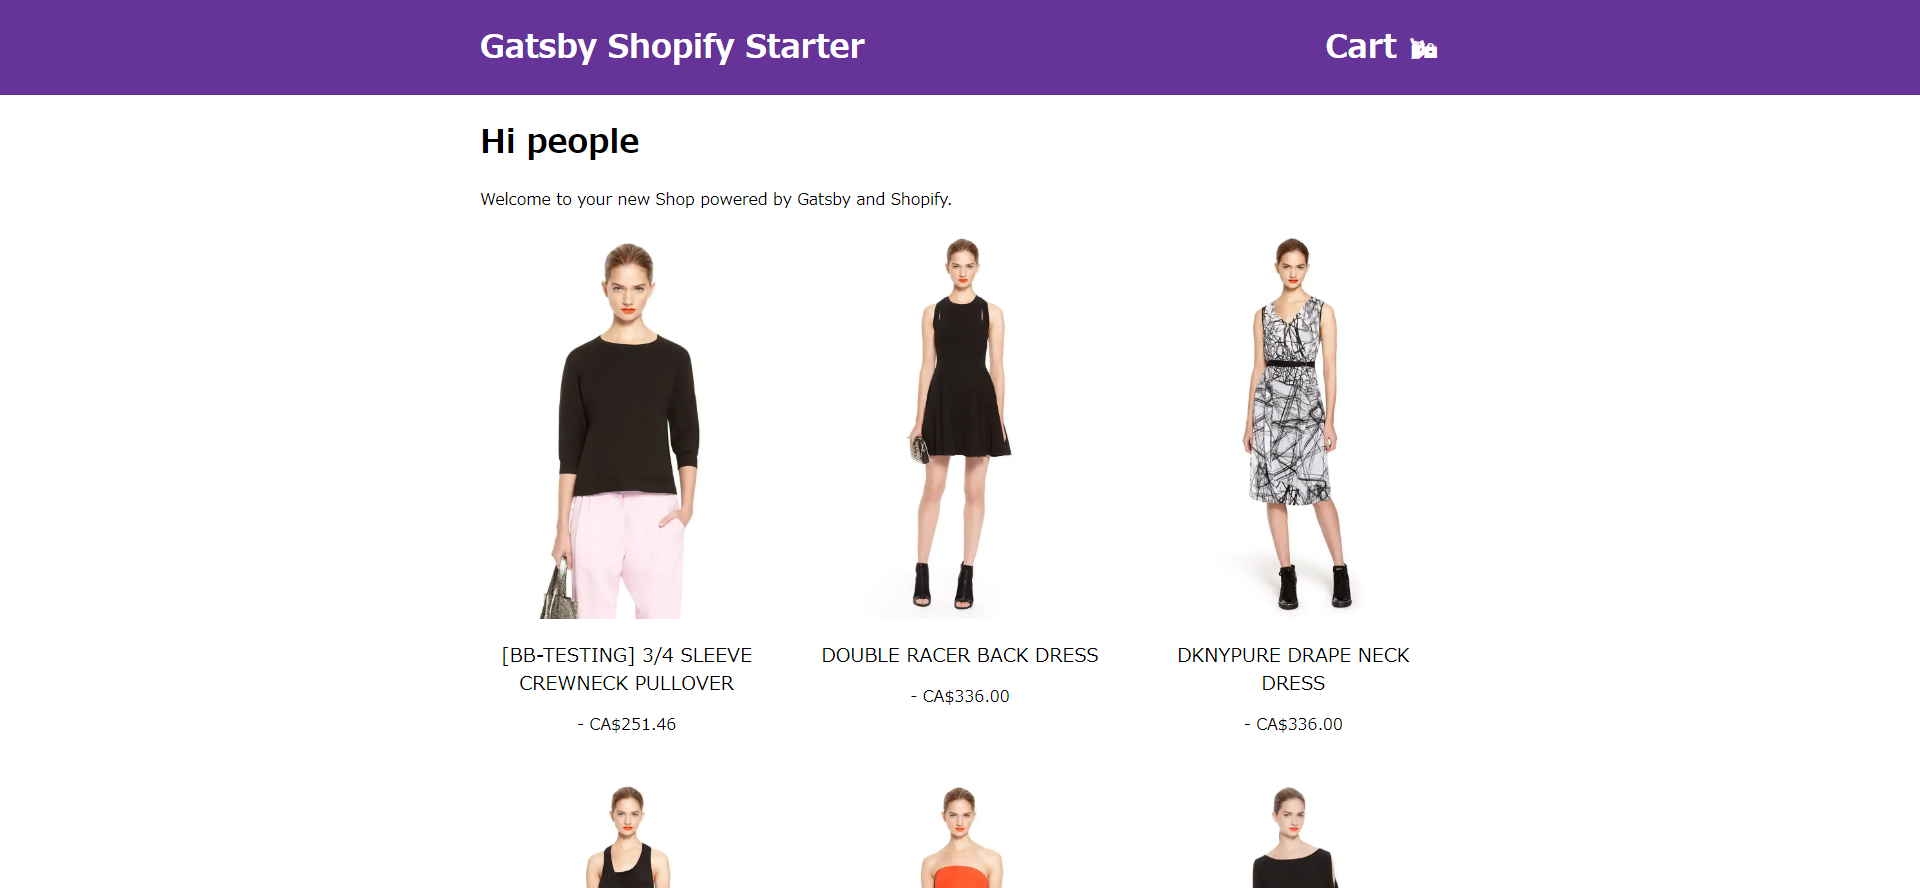 Gatsby Shopify Starter
Cart 🛍
Hi people
Welcome to your new Shop powered by Gatsby and Shopify.
[BB-TESTING] 3/4 SLEEVE
CREWNECK PULLOVER
- CA$251.46
DOUBLE RACER BACK DRESS
- CA$336.00
DKNYPURE DRAPE NECK
DRESS
- CA$336.00